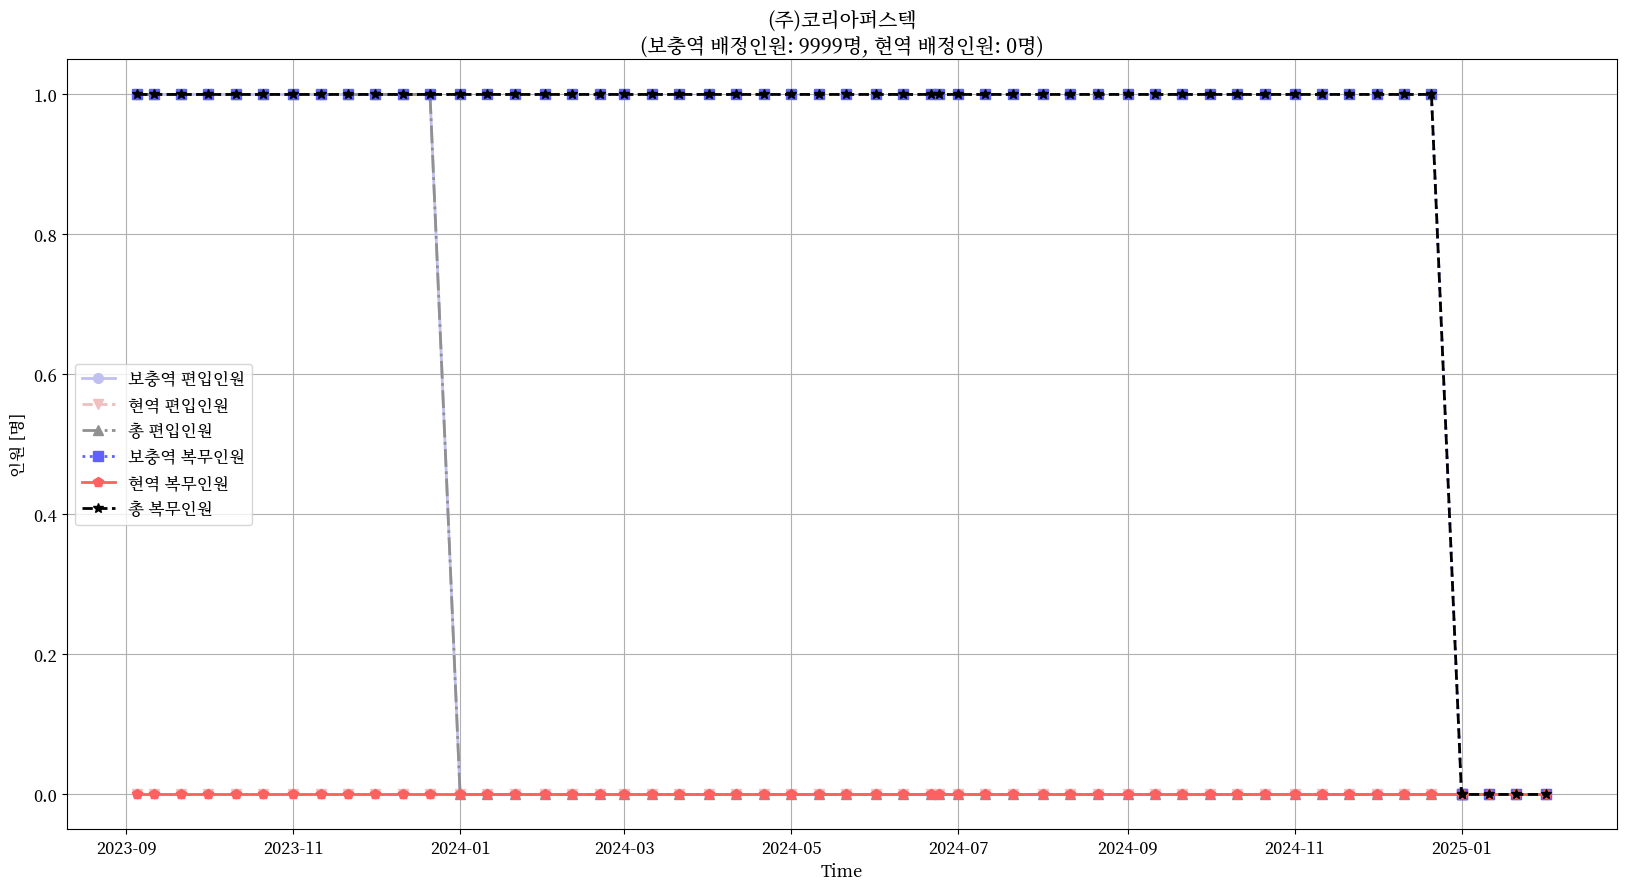 (주)코리아퍼스텍
(보충역 배정인원: 9999명, 현역 배정인원: 0명)
인원 [명]
1.0
0.8
0.6
0.4
0.2
0.0
보충역 편입인원
현역 편입인원
총 편입인원
보충역 복무인원
현역 복무인원
총 복무인원
2023-09
2023-11
2024-01
2024-03
2024-05
2024-07
2024-09
2024-11
2025-01
Time